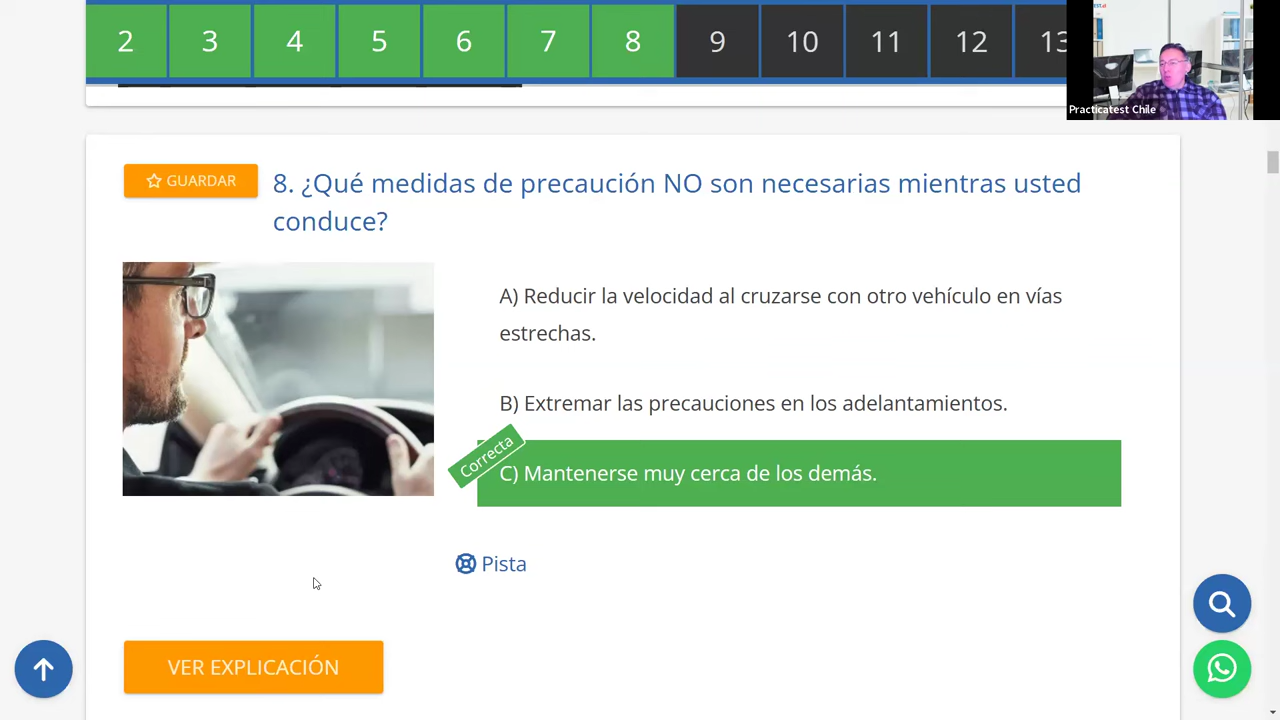 2 3 4 5 6 7 8 9 10 11 12 13
Practicatest Chile
GUARDAR
8. ¿Qué medidas de precaución NO son necesarias mientras usted
conduce?
A) Reducir la velocidad al cruzarse con otro vehículo en vías
estrechas.
B) Extremar las precauciones en los adelantamientos.
Correcta
C) Mantenerse muy cerca de los demás.
Pista
VER EXPLICACIÓN